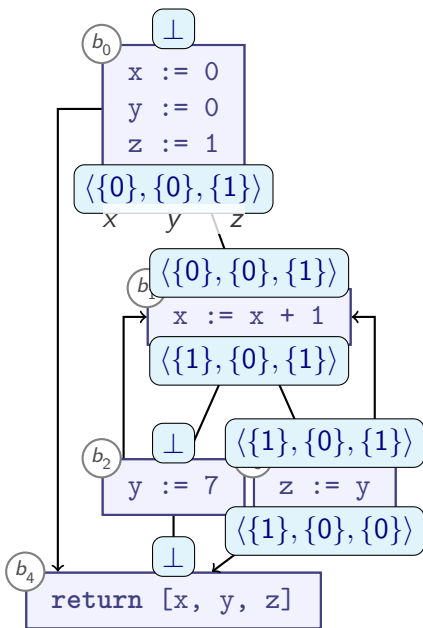 b0
⊥
x := 0
y := 0
z := 1
⟨{0}, {0}, {1}⟩
x y z
⟨{0}, {0}, {1}⟩
x := x + 1
⟨{1}, {0}, {1}⟩
b2
⊥
⟨{1}, {0}, {1}⟩
y := 7
z := y
⟨{1}, {0}, {0}⟩
b4
⊥
return [x, y, z]